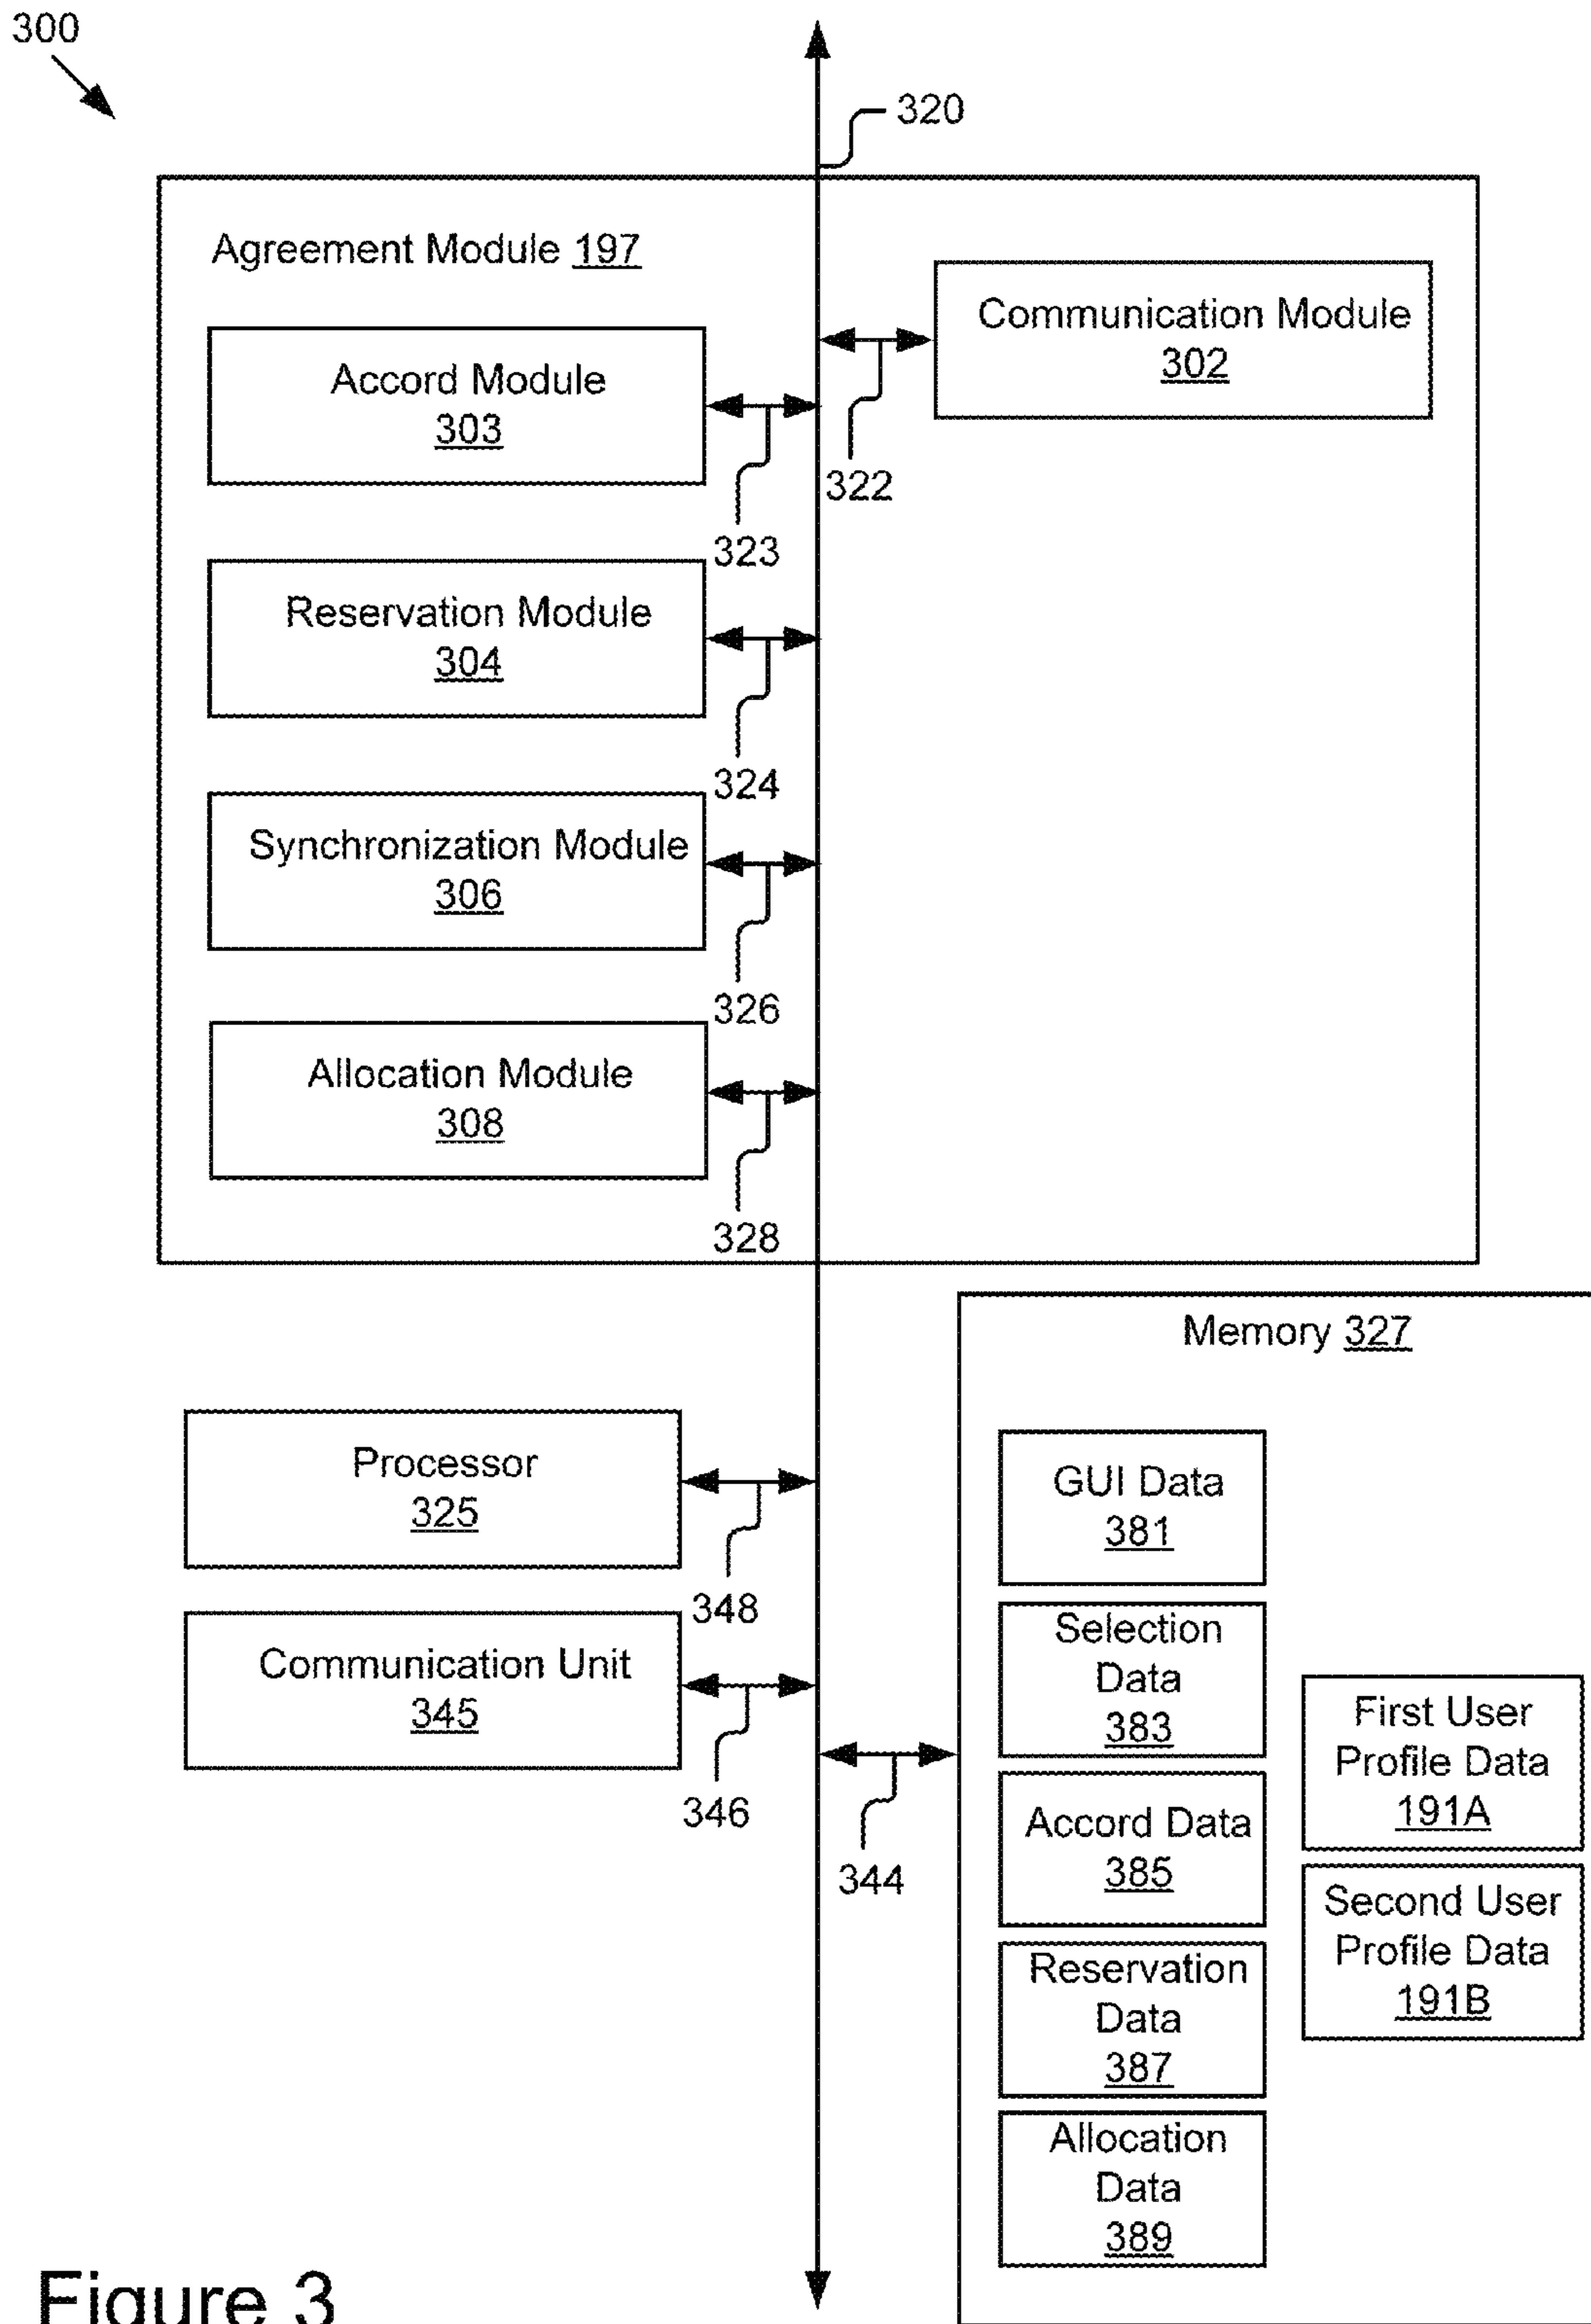 300
320
Agreement Module 197
Communication Module
302
Accord Module
303
322
323
Reservation Module
304
324
Synchronization Module
306
326
Allocation Module
308
328
Memory 327
Processor
325
348
GUI Data
381
Communication Unit
345
346
344
Selection
Data
383
First User
Profile Data
191A
Accord Data
385
Second User
Profile Data
191B
Reservation
Data
387
Allocation
Data
389
Figure 3